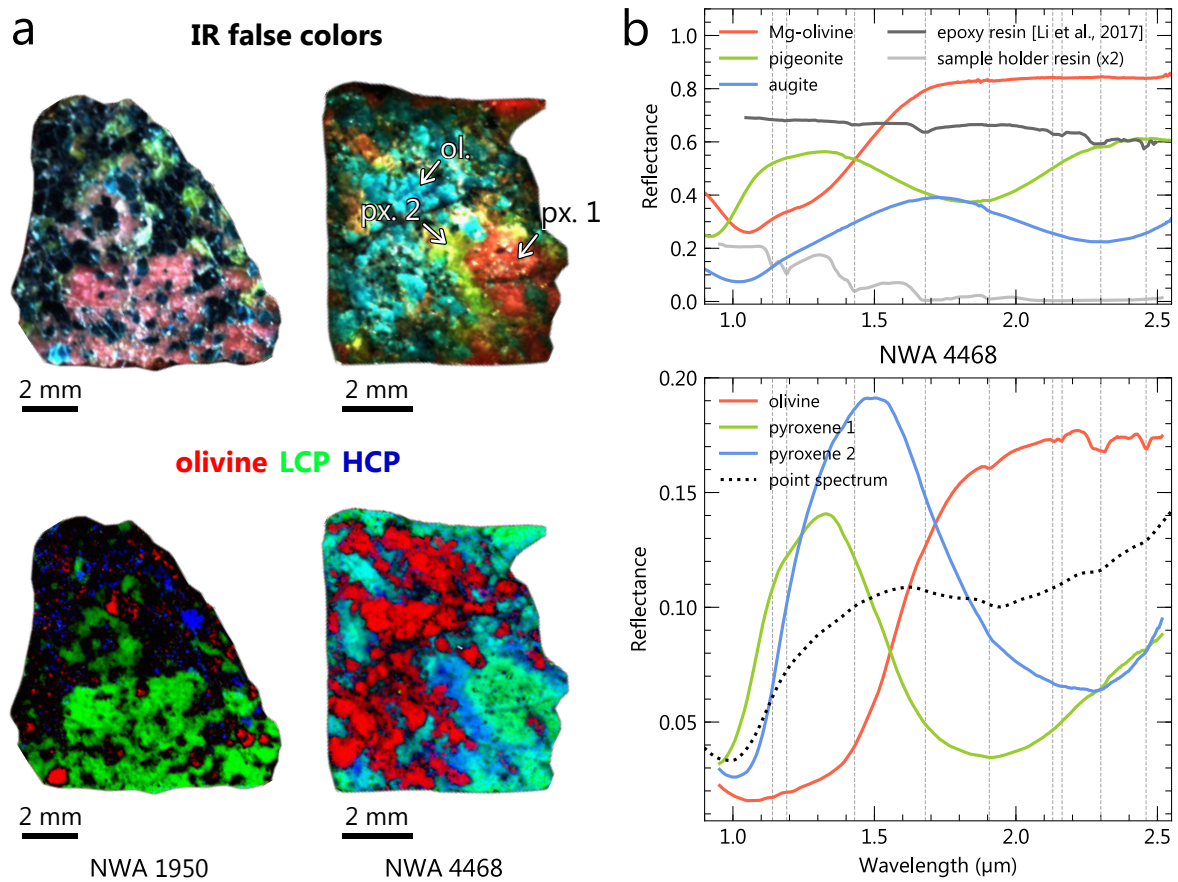 a
IR false colors
ol.
px. 2
px. 1
2 mm
2 mm
olivine LCP HCP
2 mm
2 mm
NWA 1950
NWA 4468
b
Mg-olivine
pigeonite
augite
epoxy resin [Li et al., 2017]
sample holder resin (x2)
Reflectance
1.0
0.8
0.6
0.4
0.2
0.0
1.0
1.5
2.0
2.5
NWA 4468
olivine
pyroxene 1
pyroxene 2
point spectrum
Reflectance
0.20
0.15
0.10
0.05
1.0
1.5
2.0
2.5
Wavelength (µm)